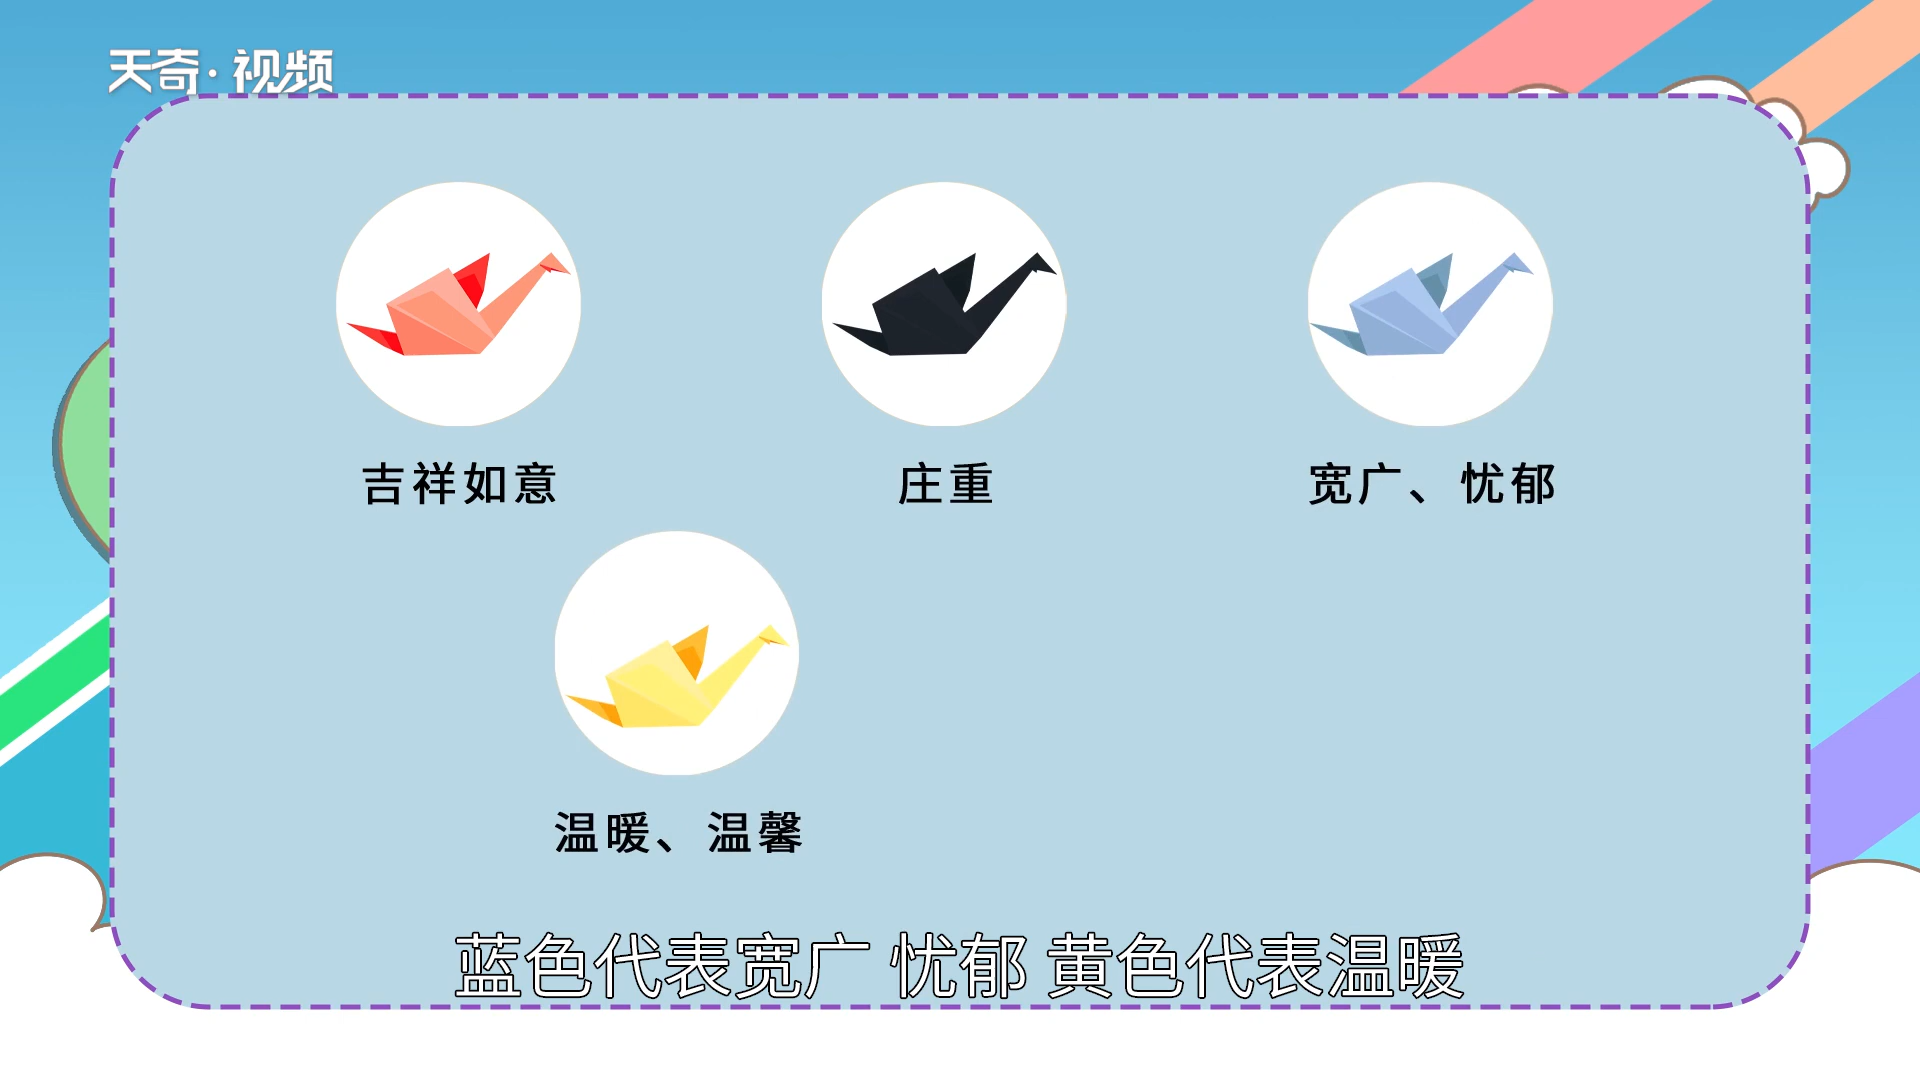 天奇·视频
吉祥如意
庄重
宽广、忧郁
温暖、温馨
蓝色代表宽广 忧郁 黄色代表温暖